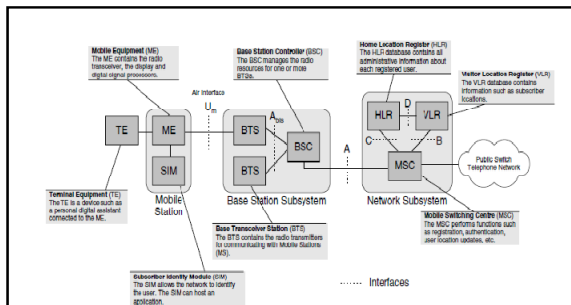 Mobile Equipment (ME)
The ME contains the radio
transceiver, the display and
digital signal processors.
Base Station Controller (BSC)
The BSC manages the radio
resources for one or more
BTSs.
Home Location Register (HLR)
The HLR database contains
all administrative information about
each registered user.
Visitor Location Register (VLR)
The VLR database contains
information such as subscriber
locations.
Air Interface
Um
Abis
A
D
C
B
TE
ME
SIM
BTS
BTS
BSC
HLR
VLR
MSC
Public Switch
Telephone Network
Mobile
Station
Base Station Subsystem
Network Subsystem
Terminal Equipment (TE)
The TE is a device such as
a personal digital assistant
connected to the ME.
Base Transceiver Station (BTS)
The BTS contains the radio transmitters
for communicating with Mobile Stations
(MS).
Mobile Switching Centre (MSC)
The MSC performs functions such
as registration, authentication,
user location updates, etc.
Subscriber Identity Module (SIM)
The SIM allows the network to identify
the user. The SIM can host an
application.
Interfaces